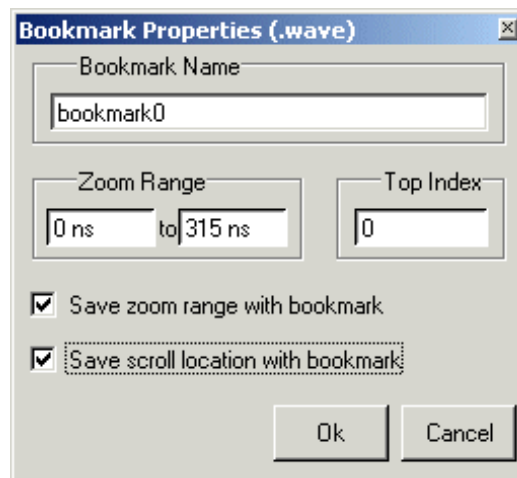 Bookmark Properties (.wave)
Bookmark Name
bookmark0
Zoom Range
Top Index
0 ns to 315 ns
0
Save zoom range with bookmark
Save scroll location with bookmark
Ok Cancel